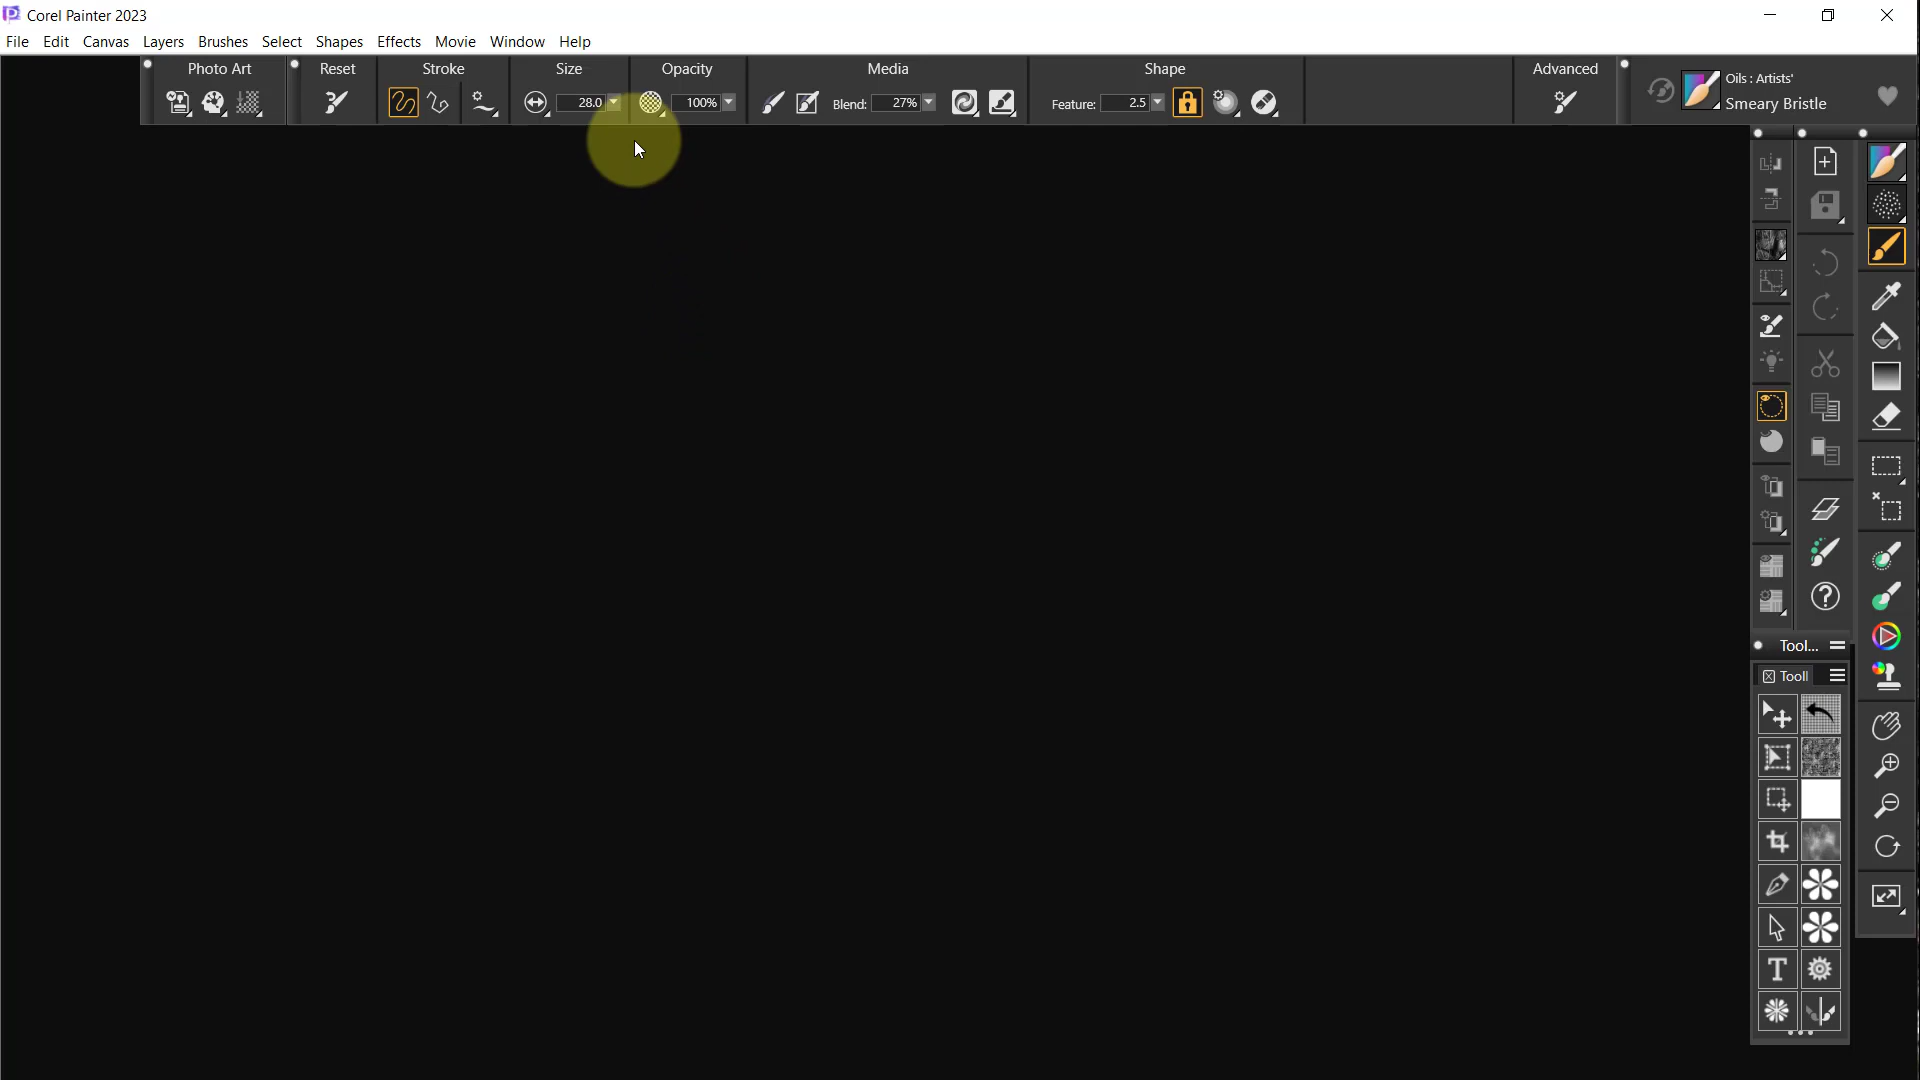 Corel Painter 2023
File Edit Canvas Layers Brushes Select Shapes Effects Movie Window Help
Photo Art Reset Stroke Size Opacity Media Shape Advanced
28.0 100% Blend: 27% Feature: 2.5
Oils : Artists'
Smeary Bristle
Tool...
Tooll